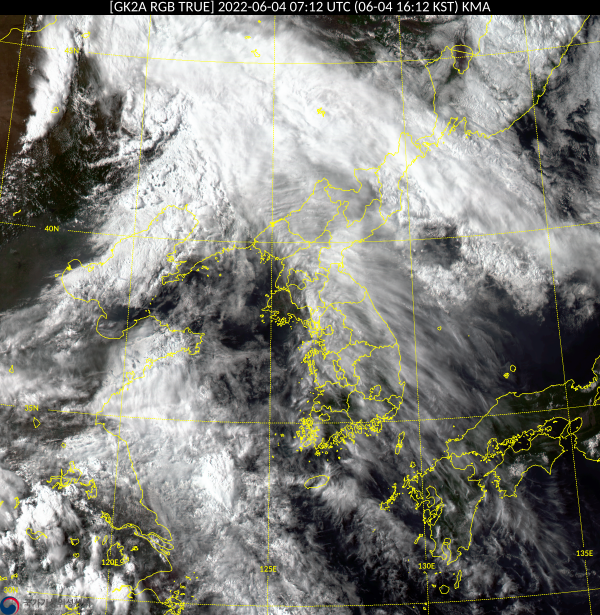 [GK2A RGB TRUE] 2022-06-04 07:12 UTC (06-04 16:12 KST) KMA
40N
35N
135E
120E
125E
130E